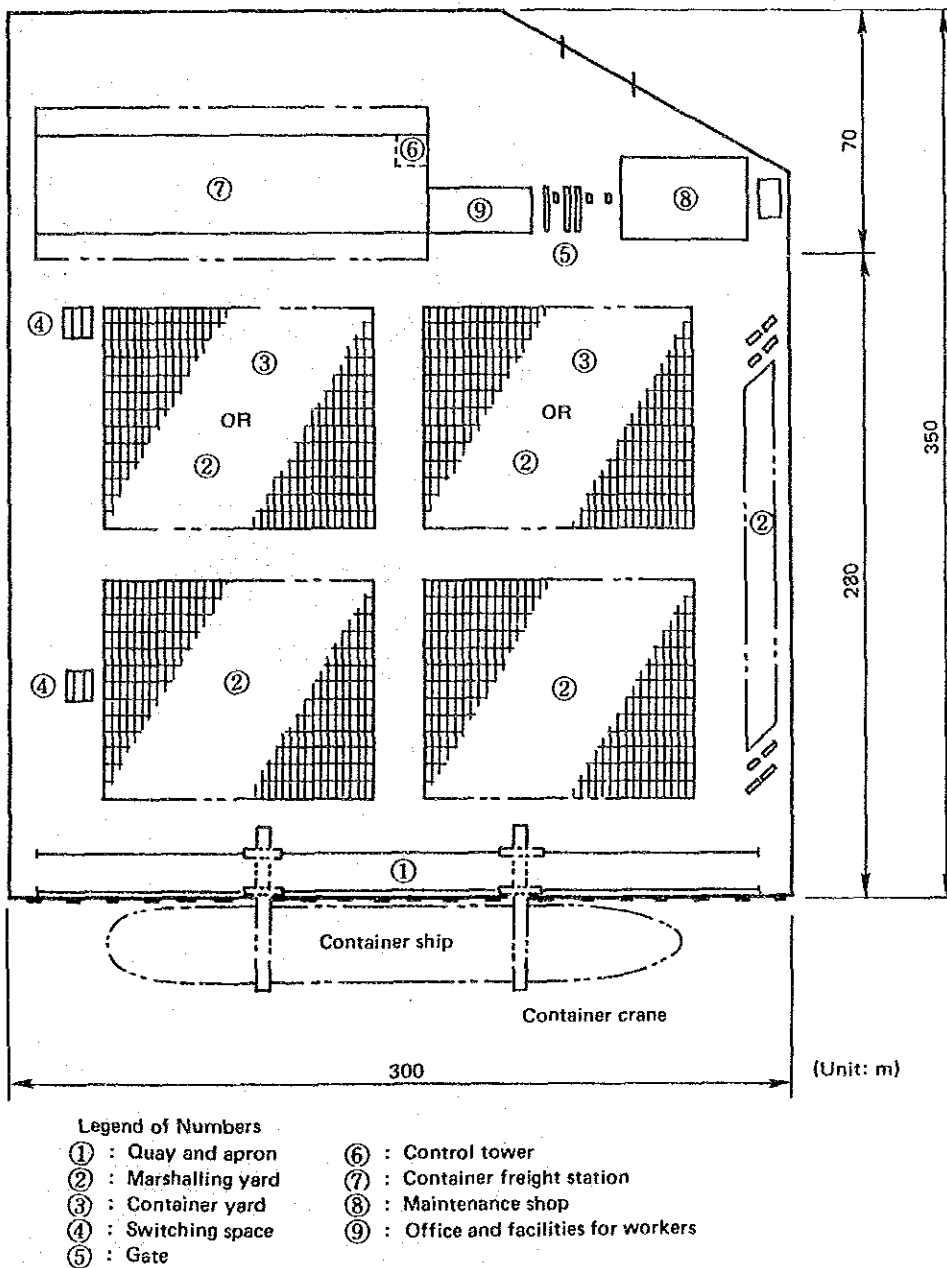 70
⑥
⑦
⑧
⑨
⑤
350
④
③
③
OR
OR
②
②
②
280
④
②
②
①
Container ship
Container crane
300
(Unit: m)
Legend of Numbers
① : Quay and apron
② : Marshalling yard
③ : Container yard
④ : Switching space
⑤ : Gate
⑥ : Control tower
⑦ : Container freight station
⑧ : Maintenance shop
⑨ : Office and facilities for workers